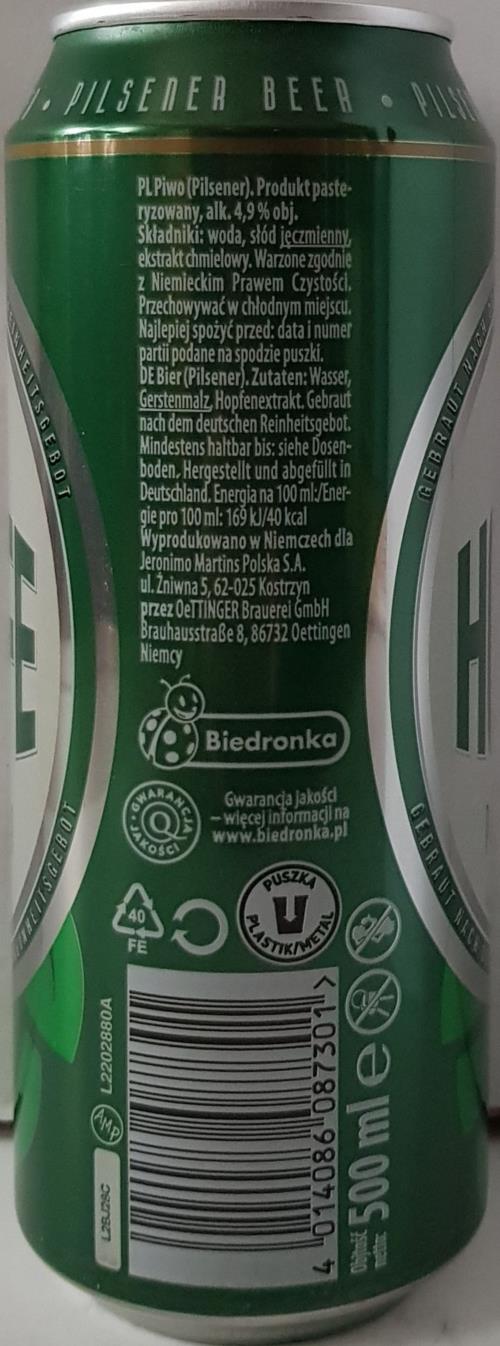 • PILSENER BEER • PILSE
PL Piwo (Pilsener). Produkt paste-
ryzowany, alk. 4,9 % obj.
Składniki: woda, słód jęczmienny,
ekstrakt chmielowy. Warzone zgodnie
z Niemieckim Prawem Czystości.
Przechowywać w chłodnym miejscu.
Najlepiej spożyć przed: data i numer
partii podane na spodzie puszki.
DE Bier (Pilsener). Zutaten: Wasser,
Gerstenmalz, Hopfenextrakt. Gebraut
nach dem deutschen Reinheitsgebot.
Mindestens haltbar bis: siehe Dosen-
boden. Hergestellt und abgefüllt in
Deutschland. Energia na 100 ml:/Ener-
gie pro 100 ml: 169 kJ/40 kcal
Wyprodukowano w Niemczech dla
Jeronimo Martins Polska S.A.
ul. Żniwna 5, 62-025 Kostrzyn
przez OeTTINGER Brauerei GmbH
Brauhausstraße 8, 86732 Oettingen
Niemcy
EINHEITSGEBOT
GEBRAUT NACH
E
H
Biedronka
GWARANCJA
Q
JAKOŚCI
Gwarancja jakości
– więcej informacji na
www.biedronka.pl
EINHEITSGEBOT
GEBRAUT NACH
40
FE
PUSZKA
PLASTIK/METAL
L2202880A
AMP
L2BJ28C
4 014086 087301 >
Objętość
netto:
500 ml e